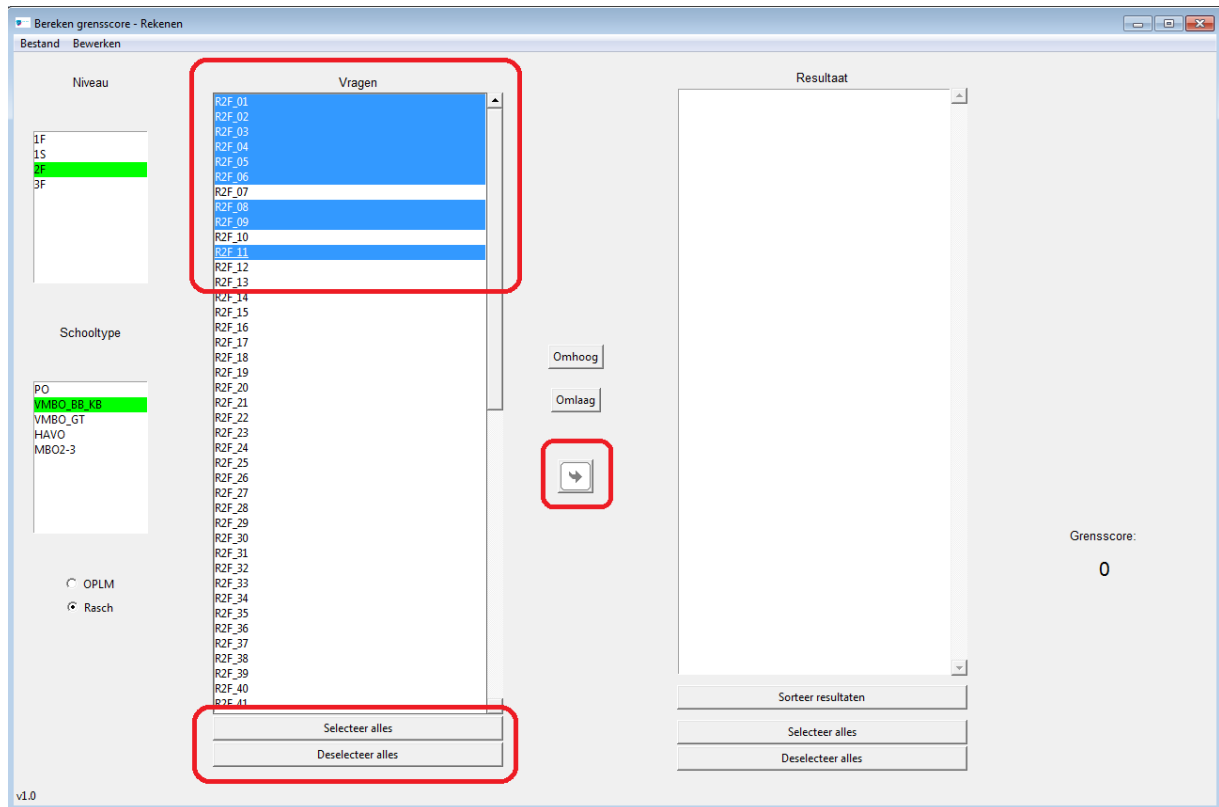 Bereken grensscore - Rekenen
Bestand Bewerken
Niveau
1F
1S
2F
3F
Schooltype
PO
VMBO_BB_KB
VMBO_GT
HAVO
MBO2-3
OPLM
Rasch
Vragen
R2F_01
R2F_02
R2F_03
R2F_04
R2F_05
R2F_06
R2F_07
R2F_08
R2F_09
R2F_10
R2F_11
R2F_12
R2F_13
R2F_14
R2F_15
R2F_16
R2F_17
R2F_18
R2F_19
R2F_20
R2F_21
R2F_22
R2F_23
R2F_24
R2F_25
R2F_26
R2F_27
R2F_28
R2F_29
R2F_30
R2F_31
R2F_32
R2F_33
R2F_34
R2F_35
R2F_36
R2F_37
R2F_38
R2F_39
R2F_40
R2F_41
Selecteer alles
Deselecteer alles
Omhoog
Omlaag
Resultaat
Sorteer resultaten
Selecteer alles
Deselecteer alles
Grensscore:
0
v1.0